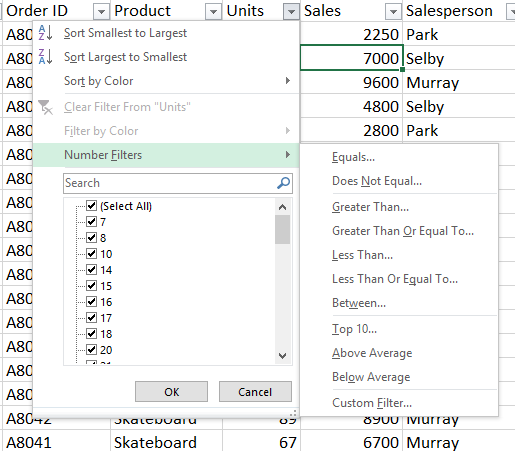 Order ID Product Units Sales Salesperson
A80 Sort Smallest to Largest 2250 Park
A80 Sort Largest to Smallest 7000 Selby
A80 Sort by Color 9600 Murray
A80 Clear Filter From "Units" 4800 Selby
A80 Filter by Color 2800 Park
A80 Number Filters
Equals...
A80 Search
Does Not Equal...
A80 (Select All)
Greater Than...
A80 7
Greater Than Or Equal To...
A80 8
Less Than...
A80 10
Less Than Or Equal To...
A80 14
Between...
A80 15
16
Top 10...
A80 17
Above Average
A80 18
Below Average
A80 20
OK Cancel
Custom Filter...
Skateboard 8900 Murray
A8041 Skateboard 67 6700 Murray